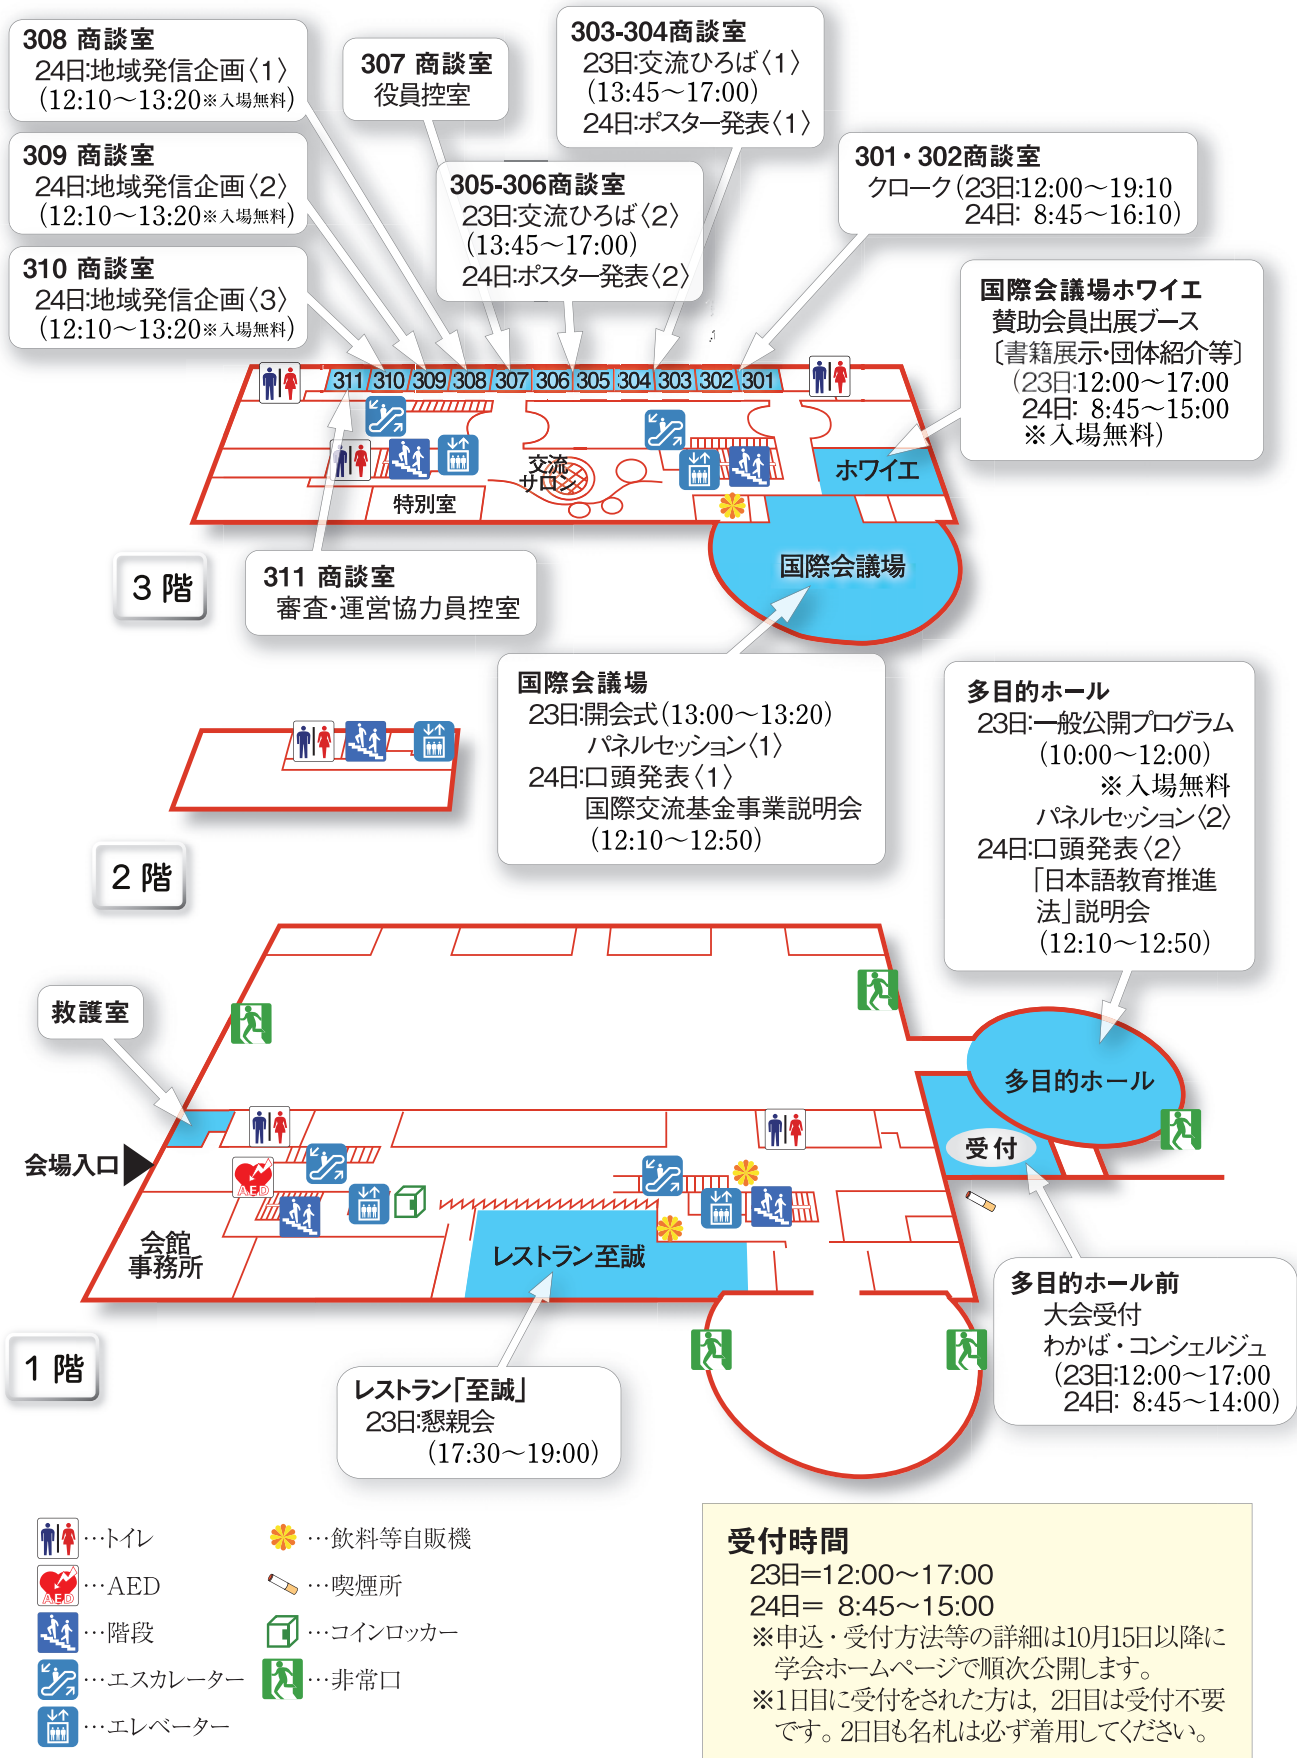 308 商談室
24日:地域発信企画〈1〉
(12:10～13:20※入場無料)
309 商談室
24日:地域発信企画〈2〉
(12:10～13:20※入場無料)
310 商談室
24日:地域発信企画〈3〉
(12:10～13:20※入場無料)
307 商談室
役員控室
303-304商談室
23日:交流ひろば〈1〉
(13:45～17:00)
24日:ポスター発表〈1〉
305-306商談室
23日:交流ひろば〈2〉
(13:45～17:00)
24日:ポスター発表〈2〉
301・302商談室
クローク(23日:12:00～19:10
24日: 8:45～16:10)
国際会議場ホワイエ
賛助会員出展ブース
〔書籍展示・団体紹介等〕
(23日:12:00～17:00
24日: 8:45～15:00
※入場無料)
311 310 309 308 307 306 305 304 303 302 301
交流
サロン
特別室
ホワイエ
国際会議場
3階
311 商談室
審査・運営協力員控室
国際会議場
23日:開会式(13:00～13:20)
パネルセッション〈1〉
24日:口頭発表〈1〉
国際交流基金事業説明会
(12:10～12:50)
多目的ホール
23日:一般公開プログラム
(10:00～12:00)
※入場無料
パネルセッション〈2〉
24日:口頭発表〈2〉
「日本語教育推進
法」説明会
(12:10～12:50)
2階
救護室
多目的ホール
受付
会場入口
AED
会館
事務所
レストラン至誠
1階
レストラン「至誠」
23日:懇親会
(17:30～19:00)
多目的ホール前
大会受付
わかば・コンシェルジュ
(23日:12:00～17:00
24日: 8:45～14:00)
…トイレ
AED
…AED
…階段
…エスカレーター
…エレベーター
…飲料等自販機
…喫煙所
…コインロッカー
…非常口
受付時間
23日=12:00～17:00
24日= 8:45～15:00
※申込・受付方法等の詳細は10月15日以降に
学会ホームページで順次公開します。
※1日目に受付をされた方は, 2日目は受付不要
です。2日目も名札は必ず着用してください。